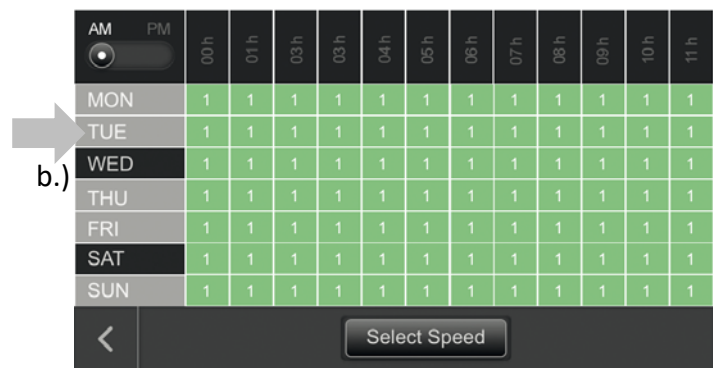 AM PM 00 h 01 h 03 h 03 h 04 h 05 h 06 h 07 h 08 h 09 h 10 h 11 h
MON 1 1 1 1 1 1 1 1 1 1 1 1
TUE 1 1 1 1 1 1 1 1 1 1 1 1
b.) WED 1 1 1 1 1 1 1 1 1 1 1 1
THU 1 1 1 1 1 1 1 1 1 1 1 1
FRI 1 1 1 1 1 1 1 1 1 1 1 1
SAT 1 1 1 1 1 1 1 1 1 1 1 1
SUN 1 1 1 1 1 1 1 1 1 1 1 1
Select Speed